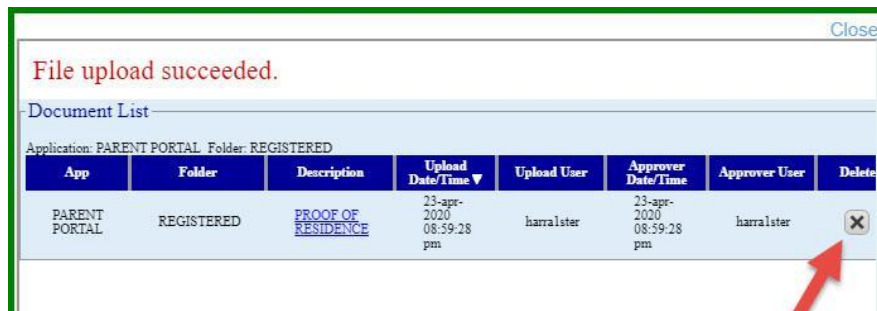 Close
File upload succeeded.
Document List
Application: PARENT PORTAL Folder: REGISTERED
App Folder Description Upload Date/Time ▼ Upload User Approver Date/Time Approver User Delete
PARENT PORTAL REGISTERED PROOF OF RESIDENCE 23-apr-2020 08:59:28 pm harralster 23-apr-2020 08:59:28 pm harralster